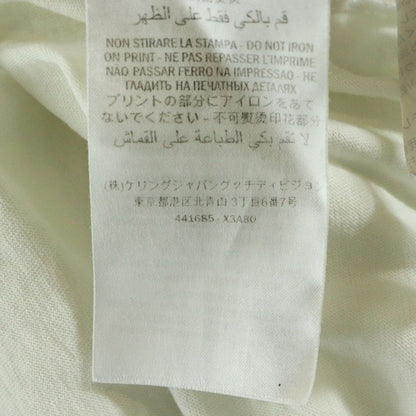 قم بالكي فقط على الظهر
NON STIRARE LA STAMPA - DO NOT IRON
ON PRINT - NE PAS REPASSER L'IMPRIME
NÃO PASSAR FERRO NA IMPRESSÃO - НЕ
ГЛАДИТЬ НА ПЕЧАТНЫХ ДЕТАЛЯХ
プリントの部分にアイロンをあて
ないでください - 不可熨烫印花部分
لا تقم بكي الطباعة على القماش
(株)ケリングジャパングッチディビジョ
東京都港区北青山 3丁目6番7号
441685 - X3A80